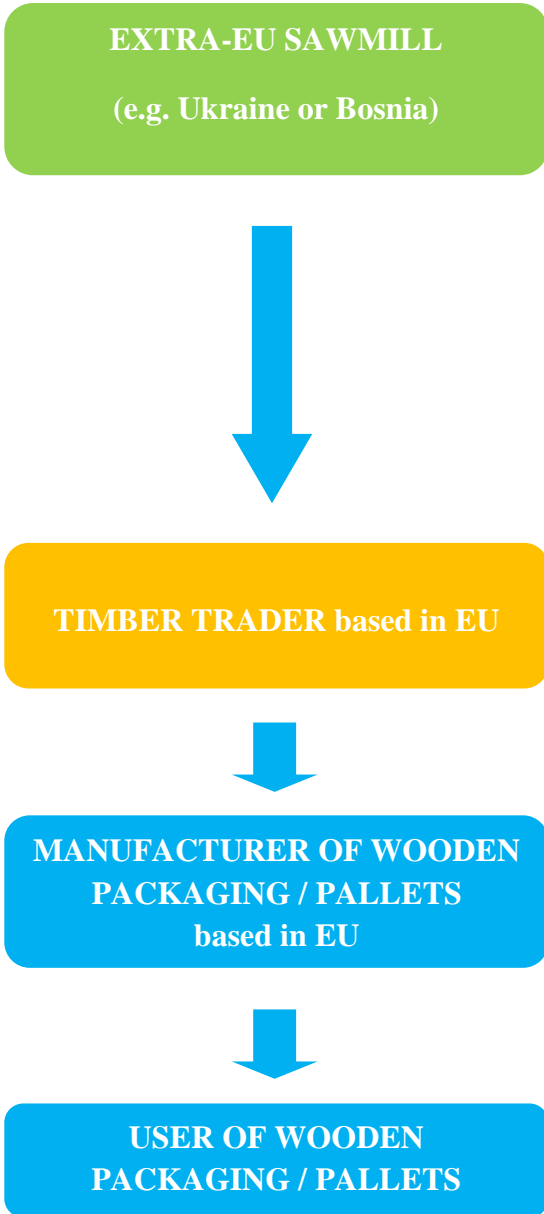 EXTRA-EU SAWMILL
(e.g. Ukraine or Bosnia)
TIMBER TRADER based in EU
MANUFACTURER OF WOODEN
PACKAGING / PALLETS
based in EU
USER OF WOODEN
PACKAGING / PALLETS